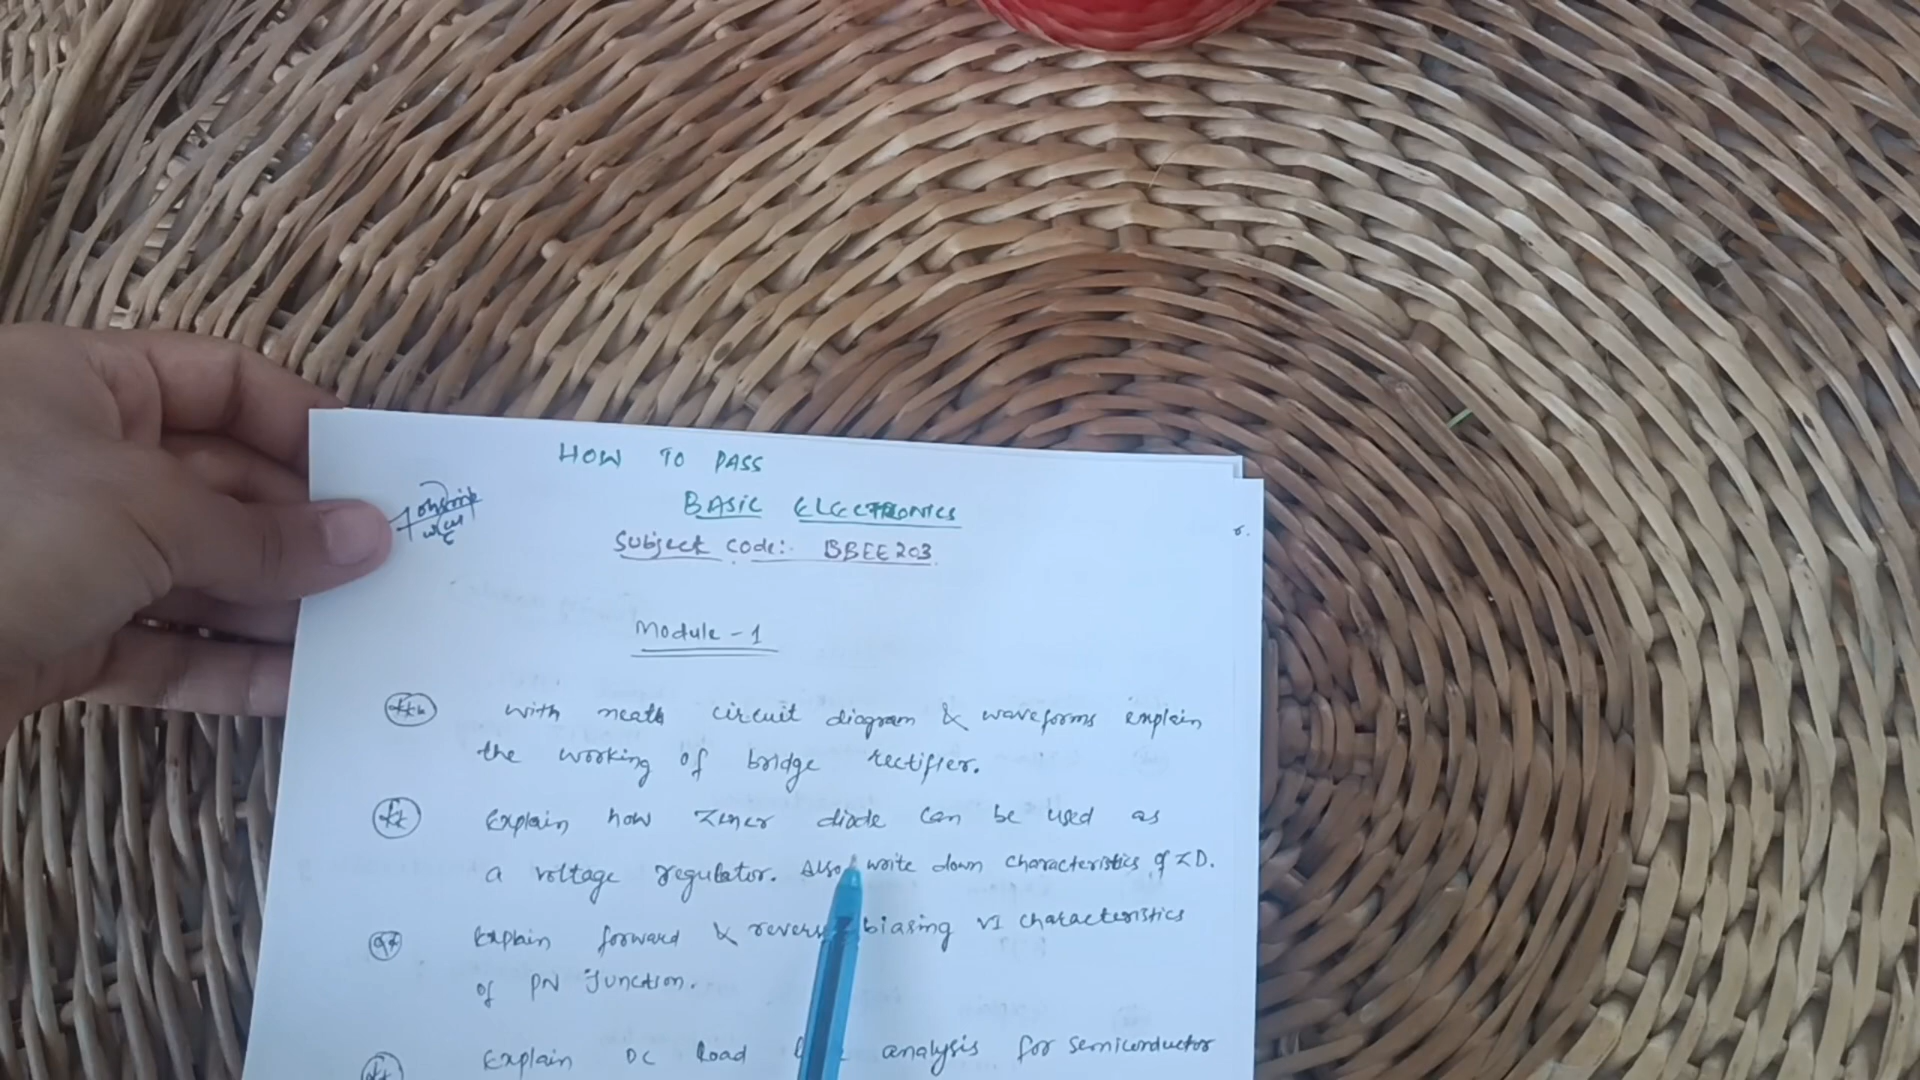 HOW TO PASS
BASIC ELECTRONICS
Subject Code:- BBEE203
Module - 1
with neat circuit diagram & waveforms explain
the working of bridge rectifier.
Explain how Zener diode can be used as
a voltage regulator. Also write down characteristics of ZD.
Explain forward & reverse biasing VI characteristics
of PN Junction.
Explain DC Load analysis for semiconductor